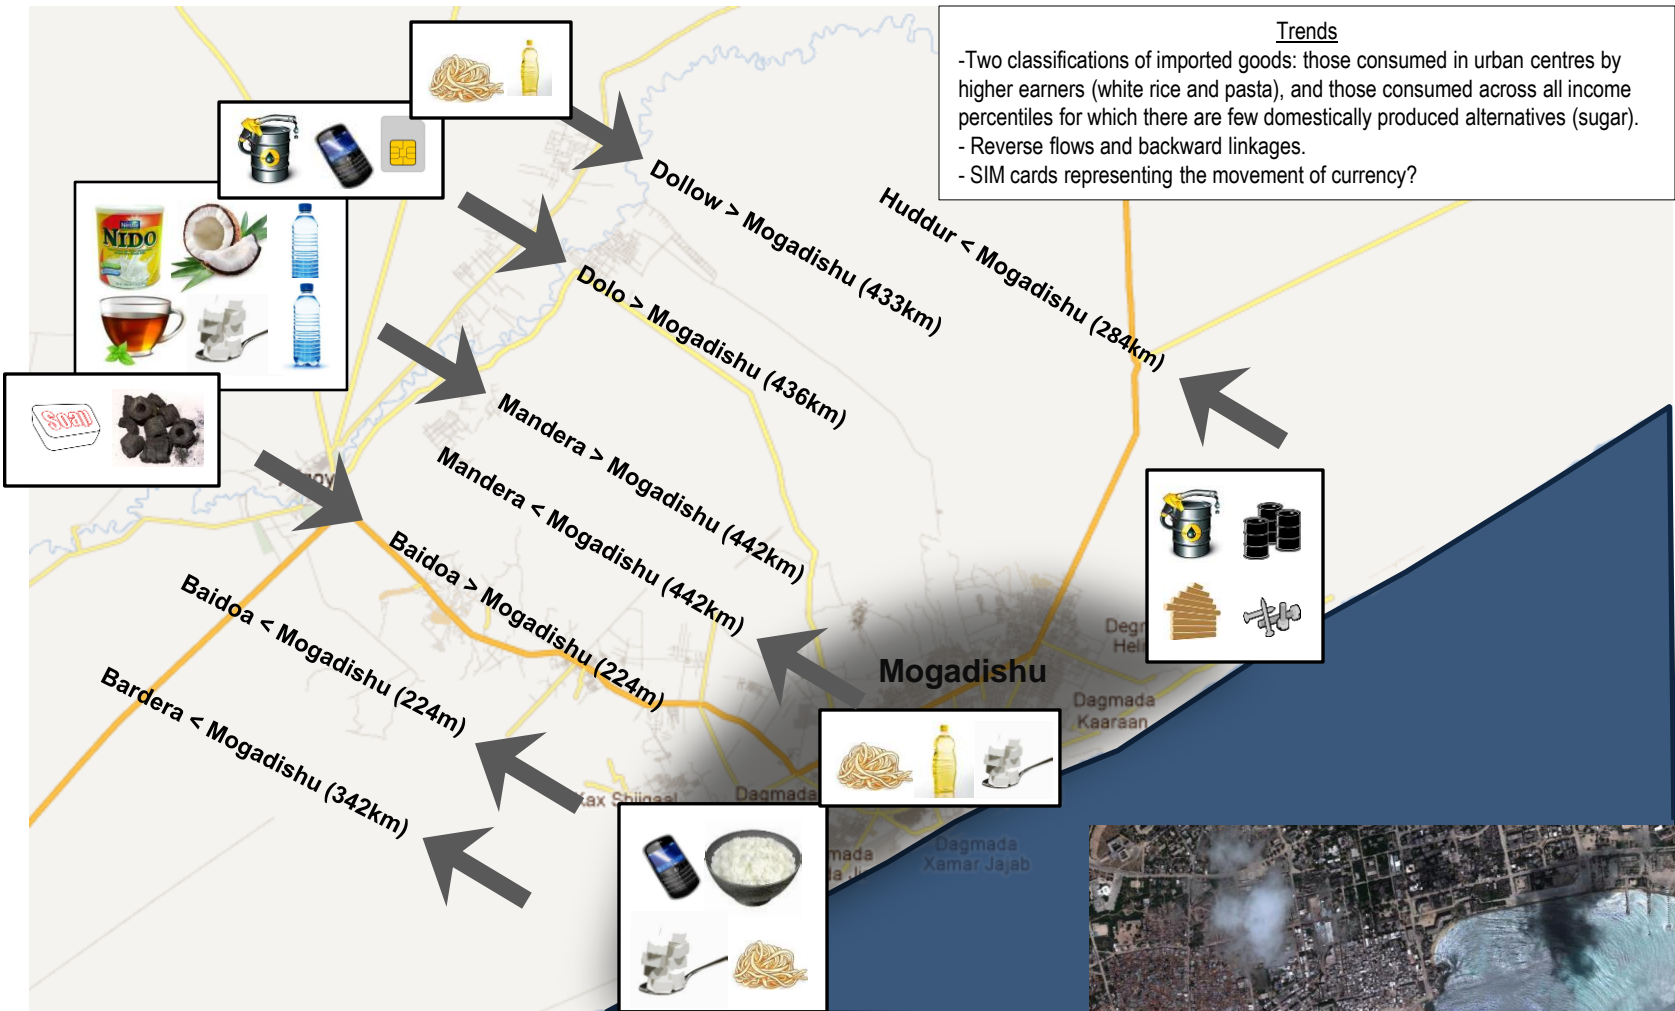 Trends
-Two classifications of imported goods: those consumed in urban centres by
higher earners (white rice and pasta), and those consumed across all income
percentiles for which there are few domestically produced alternatives (sugar).
- Reverse flows and backward linkages.
- SIM cards representing the movement of currency?
Dollow > Mogadishu (433km)
Huddur < Mogadishu (284km)
Dolo > Mogadishu (436km)
Nestle
NIDO
Soap
Mandera > Mogadishu (442km)
Mandera < Mogadishu (442km)
Baidoa > Mogadishu (224m)
Baidoa < Mogadishu (224m)
Bardera < Mogadishu (342km)
Mogadishu
Dagmada
Kaaraan
Dagmada
Dagmada
Xamar Jajab